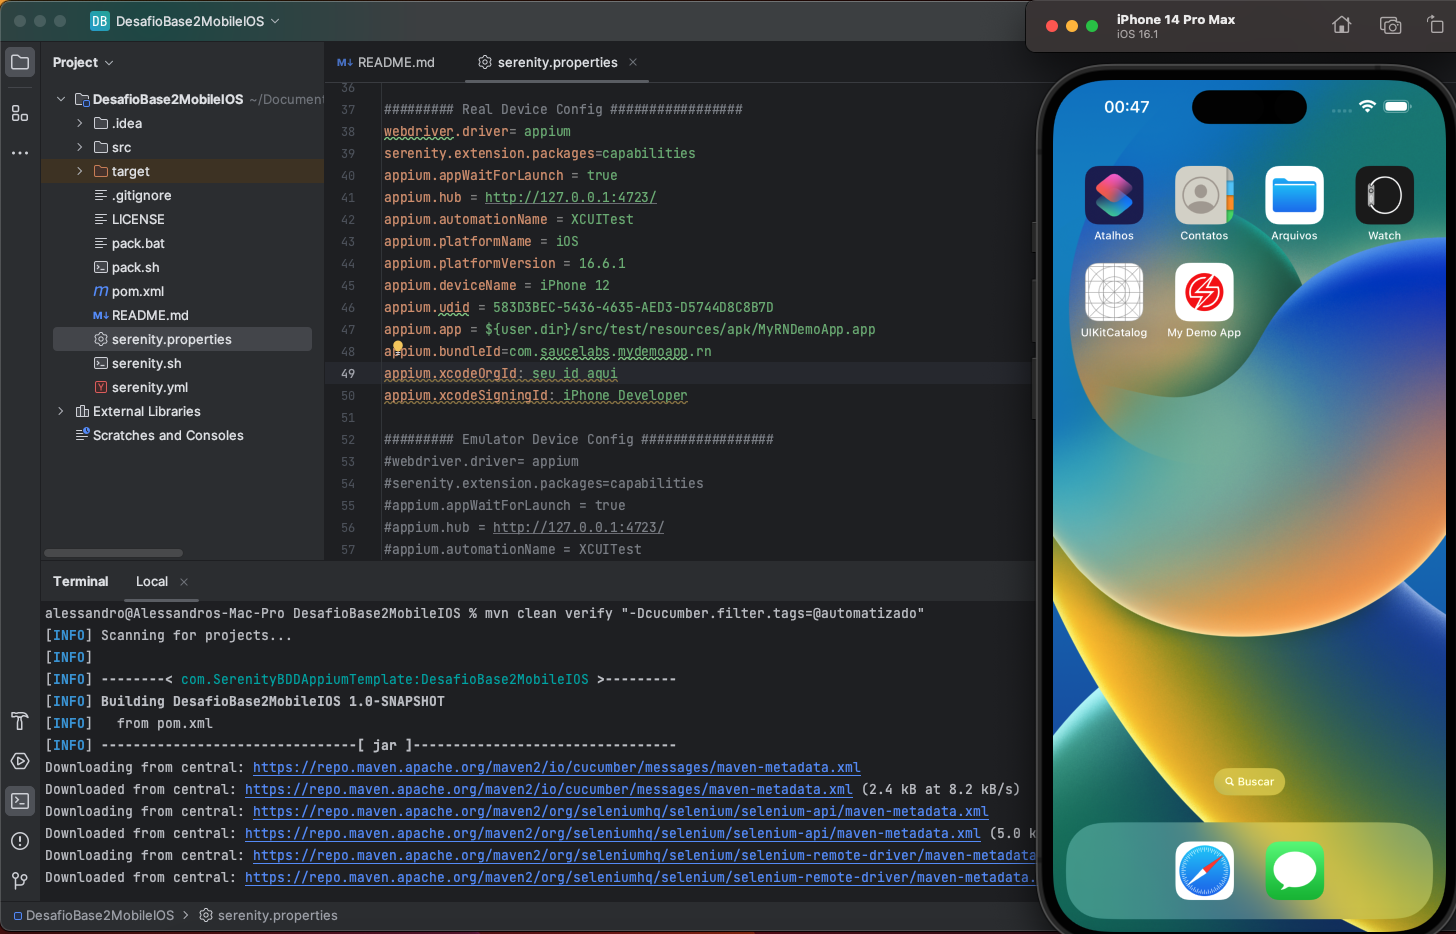 DB DesafioBase2MobileIOS
iPhone 14 Pro Max
iOS 16.1
Project
M↓ README.md
serenity.properties
DesafioBase2MobileIOS ~/Document
.idea
src
target
.gitignore
LICENSE
pack.bat
pack.sh
m pom.xml
M↓ README.md
serenity.properties
serenity.sh
Y serenity.yml
External Libraries
Scratches and Consoles
36
37 ######### Real Device Config #################
38 webdriver.driver= appium
39 serenity.extension.packages=capabilities
40 appium.appWaitForLaunch = true
41 appium.hub = http://127.0.0.1:4723/
42 appium.automationName = XCUITest
43 appium.platformName = iOS
44 appium.platformVersion = 16.6.1
45 appium.deviceName = iPhone 12
46 appium.udid = 583D3BEC-5436-4635-AED3-D5744D8C8B7D
47 appium.app = ${user.dir}/src/test/resources/apk/MyRNDemoApp.app
48 appium.bundleId=com.saucelabs.mydemoapp.rn
49 appium.xcodeOrgId: seu id aqui
50 appium.xcodeSigningId: iPhone Developer
51
52 ######### Emulator Device Config #################
53 #webdriver.driver= appium
54 #serenity.extension.packages=capabilities
55 #appium.appWaitForLaunch = true
56 #appium.hub = http://127.0.0.1:4723/
57 #appium.automationName = XCUITest
Terminal
Local
alessandro@Alessandros-Mac-Pro DesafioBase2MobileIOS % mvn clean verify "-Dcucumber.filter.tags=@automatizado"
[INFO] Scanning for projects...
[INFO]
[INFO] --------< com.SerenityBDDAppiumTemplate:DesafioBase2MobileIOS >---------
[INFO] Building DesafioBase2MobileIOS 1.0-SNAPSHOT
[INFO]   from pom.xml
[INFO] --------------------------------[ jar ]---------------------------------
Downloading from central: https://repo.maven.apache.org/maven2/io/cucumber/messages/maven-metadata.xml
Downloaded from central: https://repo.maven.apache.org/maven2/io/cucumber/messages/maven-metadata.xml (2.4 kB at 8.2 kB/s)
Downloading from central: https://repo.maven.apache.org/maven2/org/seleniumhq/selenium/selenium-api/maven-metadata.xml
Downloaded from central: https://repo.maven.apache.org/maven2/org/seleniumhq/selenium/selenium-api/maven-metadata.xml (5.0 k
Downloading from central: https://repo.maven.apache.org/maven2/org/seleniumhq/selenium/selenium-remote-driver/maven-metadata
Downloaded from central: https://repo.maven.apache.org/maven2/org/seleniumhq/selenium/selenium-remote-driver/maven-metadata.
DesafioBase2MobileIOS
serenity.properties
00:47
Atalhos
Contatos
Arquivos
Watch
UIKitCatalog
My Demo App
Buscar